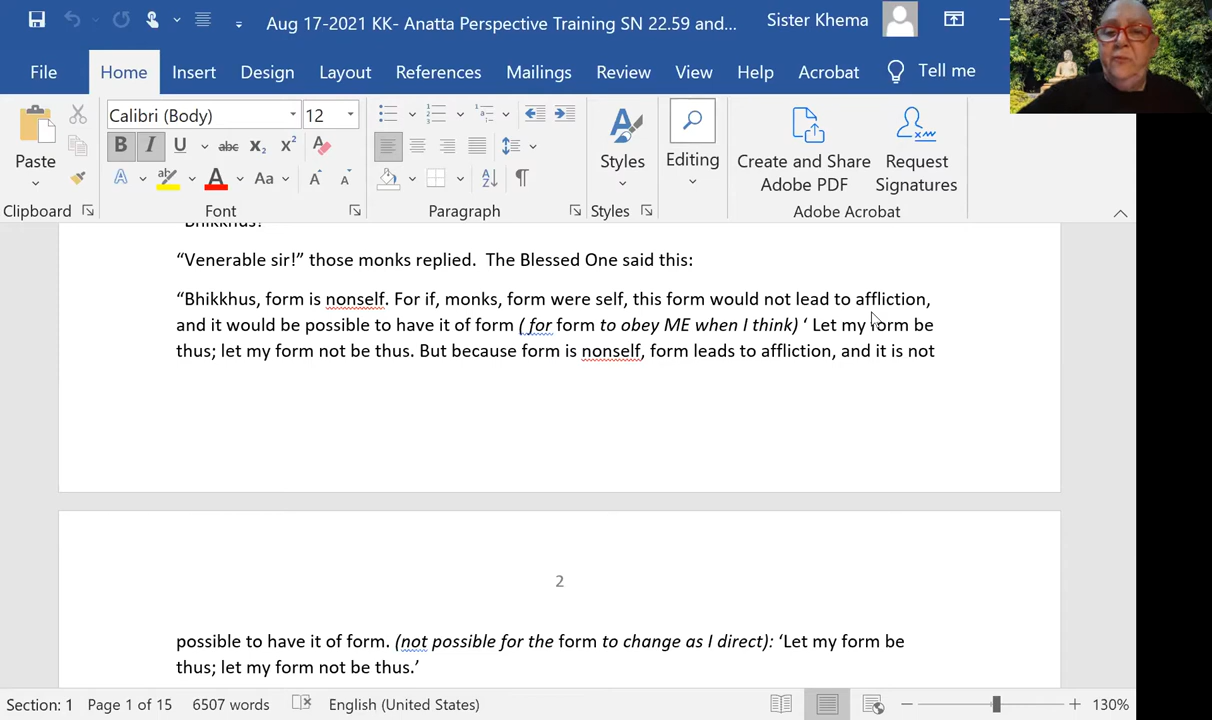 Aug 17-2021 KK- Anatta Perspective Training SN 22.59 and... Sister Khema
File Home Insert Design Layout References Mailings Review View Help Acrobat Tell me
Calibri (Body) 12
Paste Styles Editing Create and Share Adobe PDF Request Signatures
Clipboard Font Paragraph Styles Adobe Acrobat
“Bhikkhus!”
“Venerable sir!” those monks replied. The Blessed One said this:
“Bhikkhus, form is nonself. For if, monks, form were self, this form would not lead to affliction,
and it would be possible to have it of form ( for form to obey ME when I think) ‘ Let my form be
thus; let my form not be thus. But because form is nonself, form leads to affliction, and it is not
2
possible to have it of form. (not possible for the form to change as I direct): ‘Let my form be
thus; let my form not be thus.’
Section: 1 Page 1 of 15 6507 words English (United States) 130%